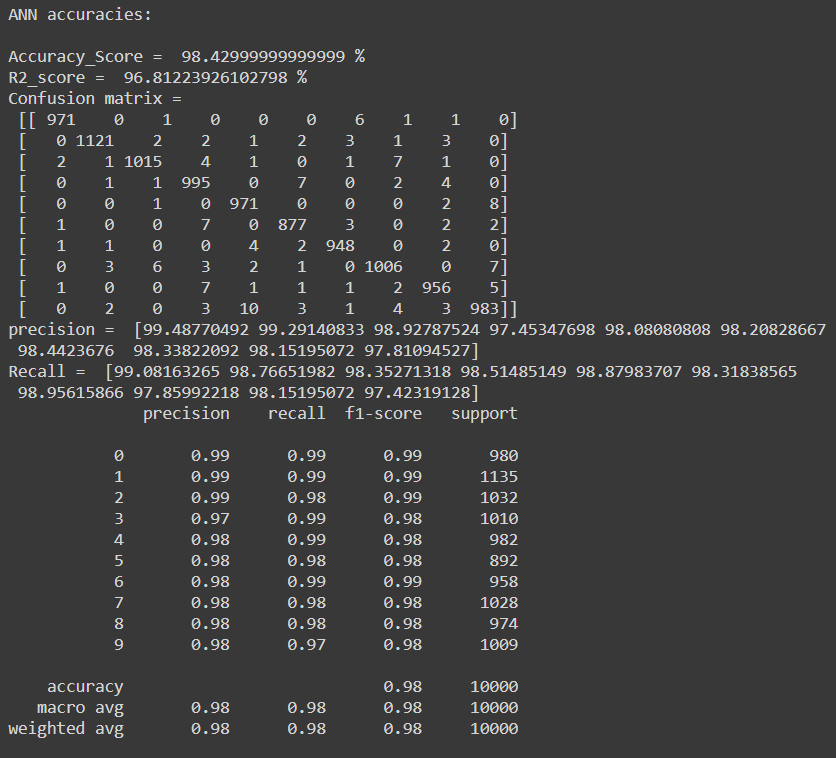 ANN accuracies:
Accuracy_Score =  98.42999999999999 %
R2_score =  96.81223926102798 %
Confusion matrix =
 [[ 971    0    1    0    0    0    6    1    1    0]
 [   0 1121    2    2    1    2    3    1    3    0]
 [   2    1 1015    4    1    0    1    7    1    0]
 [   0    1    1  995    0    7    0    2    4    0]
 [   0    0    1    0  971    0    0    0    2    8]
 [   1    0    0    7    0  877    3    0    2    2]
 [   1    1    0    0    4    2  948    0    2    0]
 [   0    3    6    3    2    1    0 1006    0    7]
 [   1    0    0    7    1    1    1    2  956    5]
 [   0    2    0    3   10    3    1    4    3  983]]
precision =  [99.48770492 99.29140833 98.92787524 97.45347698 98.08080808 98.20828667
 98.4423676  98.33822092 98.15195072 97.81094527]
Recall =  [99.08163265 98.76651982 98.35271318 98.51485149 98.87983707 98.31838565
 98.95615866 97.85992218 98.15195072 97.42319128]
              precision    recall  f1-score   support
           0       0.99      0.99      0.99       980
           1       0.99      0.99      0.99      1135
           2       0.99      0.98      0.99      1032
           3       0.97      0.99      0.98      1010
           4       0.98      0.99      0.98       982
           5       0.98      0.98      0.98       892
           6       0.98      0.99      0.99       958
           7       0.98      0.98      0.98      1028
           8       0.98      0.98      0.98       974
           9       0.98      0.97      0.98      1009
    accuracy                           0.98     10000
   macro avg       0.98      0.98      0.98     10000
weighted avg       0.98      0.98      0.98     10000